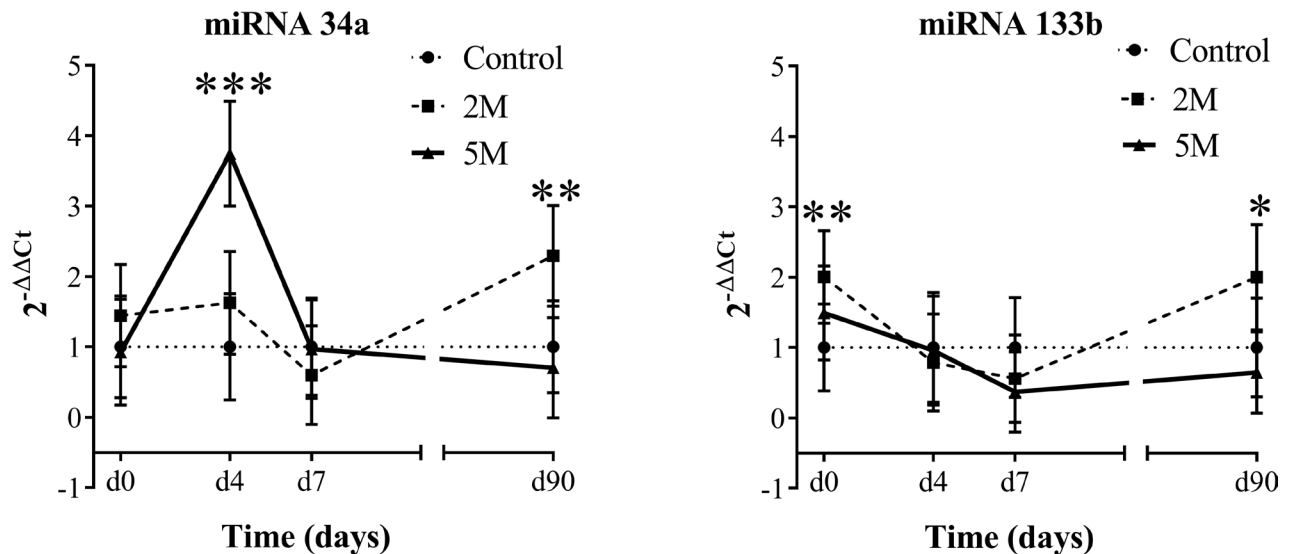 miRNA 34a
Control
2M
5M
***
**
5
4
3
2
1
0
-1
2^-ΔΔCt
d0 d4 d7 d90
Time (days)
miRNA 133b
Control
2M
5M
**
*
5
4
3
2
1
0
-1
2^-ΔΔCt
d0 d4 d7 d90
Time (days)